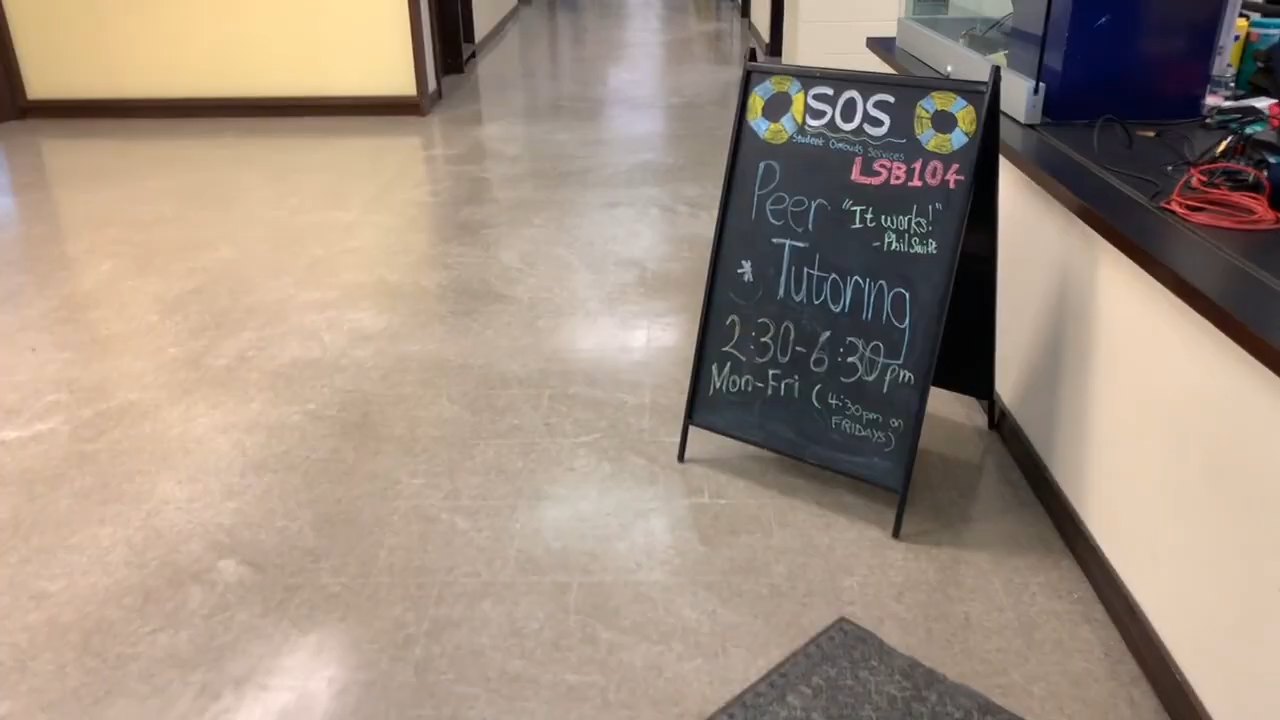 SOS
Student Ombuds Services
LSB104
Peer
"It works!"
-Phil Swift
* Tutoring
2:30-6:30pm
Mon-Fri (4:30pm on
FRIDAYS)